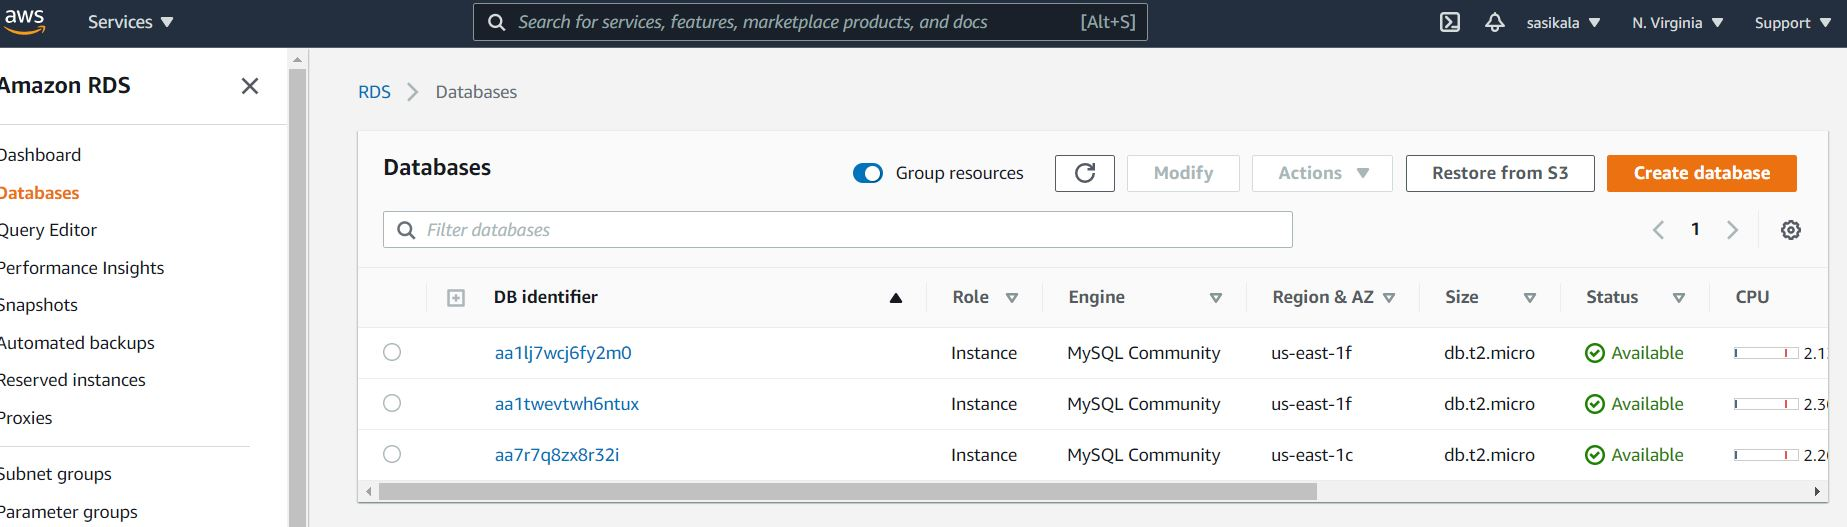 aws Services Search for services, features, marketplace products, and docs [Alt+S] sasikala N. Virginia Support
Amazon RDS
Dashboard
Databases
Query Editor
Performance Insights
Snapshots
Automated backups
Reserved instances
Proxies
Subnet groups
Parameter groups
RDS Databases
Databases Group resources Modify Actions Restore from S3 Create database
Filter databases 1
DB identifier Role Engine Region & AZ Size Status CPU
aa1lj7wcj6fy2m0 Instance MySQL Community us-east-1f db.t2.micro Available
aa1twevtwh6ntux Instance MySQL Community us-east-1f db.t2.micro Available
aa7r7q8zx8r32i Instance MySQL Community us-east-1c db.t2.micro Available